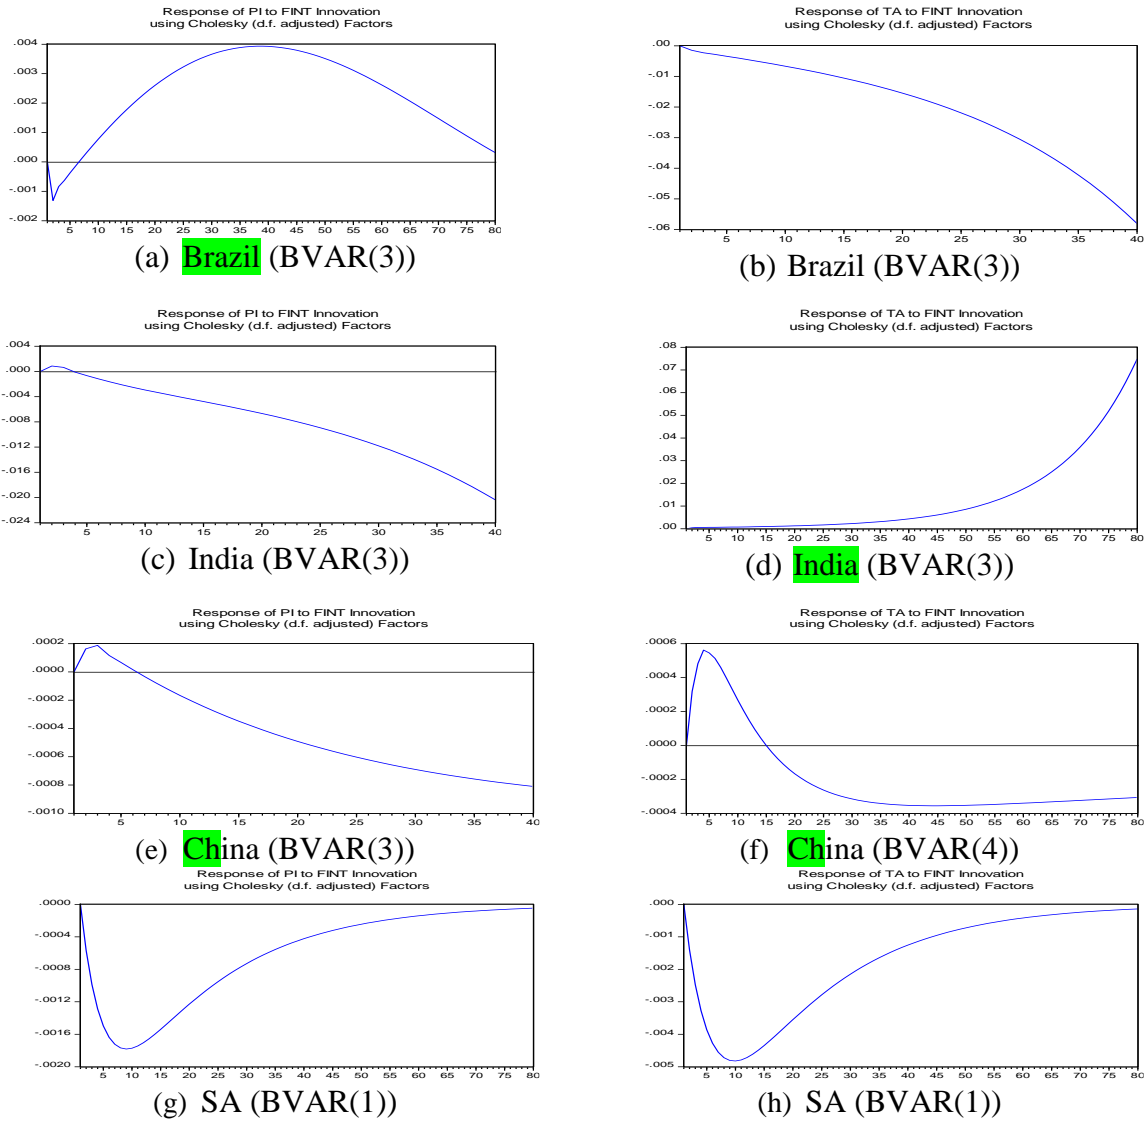 Response of PI to FINT Innovation
using Cholesky (d.f. adjusted) Factors
.004
.003
.002
.001
.000
-.001
-.002
5 10 15 20 25 30 35 40 45 50 55 60 65 70 75 80
(a) Brazil (BVAR(3))
Response of TA to FINT Innovation
using Cholesky (d.f. adjusted) Factors
.00
-.01
-.02
-.03
-.04
-.05
-.06
5 10 15 20 25 30 35 40
(b) Brazil (BVAR(3))
Response of PI to FINT Innovation
using Cholesky (d.f. adjusted) Factors
.004
.000
-.004
-.008
-.012
-.016
-.020
-.024
5 10 15 20 25 30 35 40
(c) India (BVAR(3))
Response of TA to FINT Innovation
using Cholesky (d.f. adjusted) Factors
.08
.07
.06
.05
.04
.03
.02
.01
.00
5 10 15 20 25 30 35 40 45 50 55 60 65 70 75 80
(d) India (BVAR(3))
Response of PI to FINT Innovation
using Cholesky (d.f. adjusted) Factors
.0002
.0000
-.0002
-.0004
-.0006
-.0008
-.0010
5 10 15 20 25 30 35 40
(e) China (BVAR(3))
Response of TA to FINT Innovation
using Cholesky (d.f. adjusted) Factors
.0006
.0004
.0002
.0000
-.0002
-.0004
5 10 15 20 25 30 35 40 45 50 55 60 65 70 75 80
(f) China (BVAR(4))
Response of PI to FINT Innovation
using Cholesky (d.f. adjusted) Factors
.0000
-.0004
-.0008
-.0012
-.0016
-.0020
5 10 15 20 25 30 35 40 45 50 55 60 65 70 75 80
(g) SA (BVAR(1))
Response of TA to FINT Innovation
using Cholesky (d.f. adjusted) Factors
.000
-.001
-.002
-.003
-.004
-.005
5 10 15 20 25 30 35 40 45 50 55 60 65 70 75 80
(h) SA (BVAR(1))